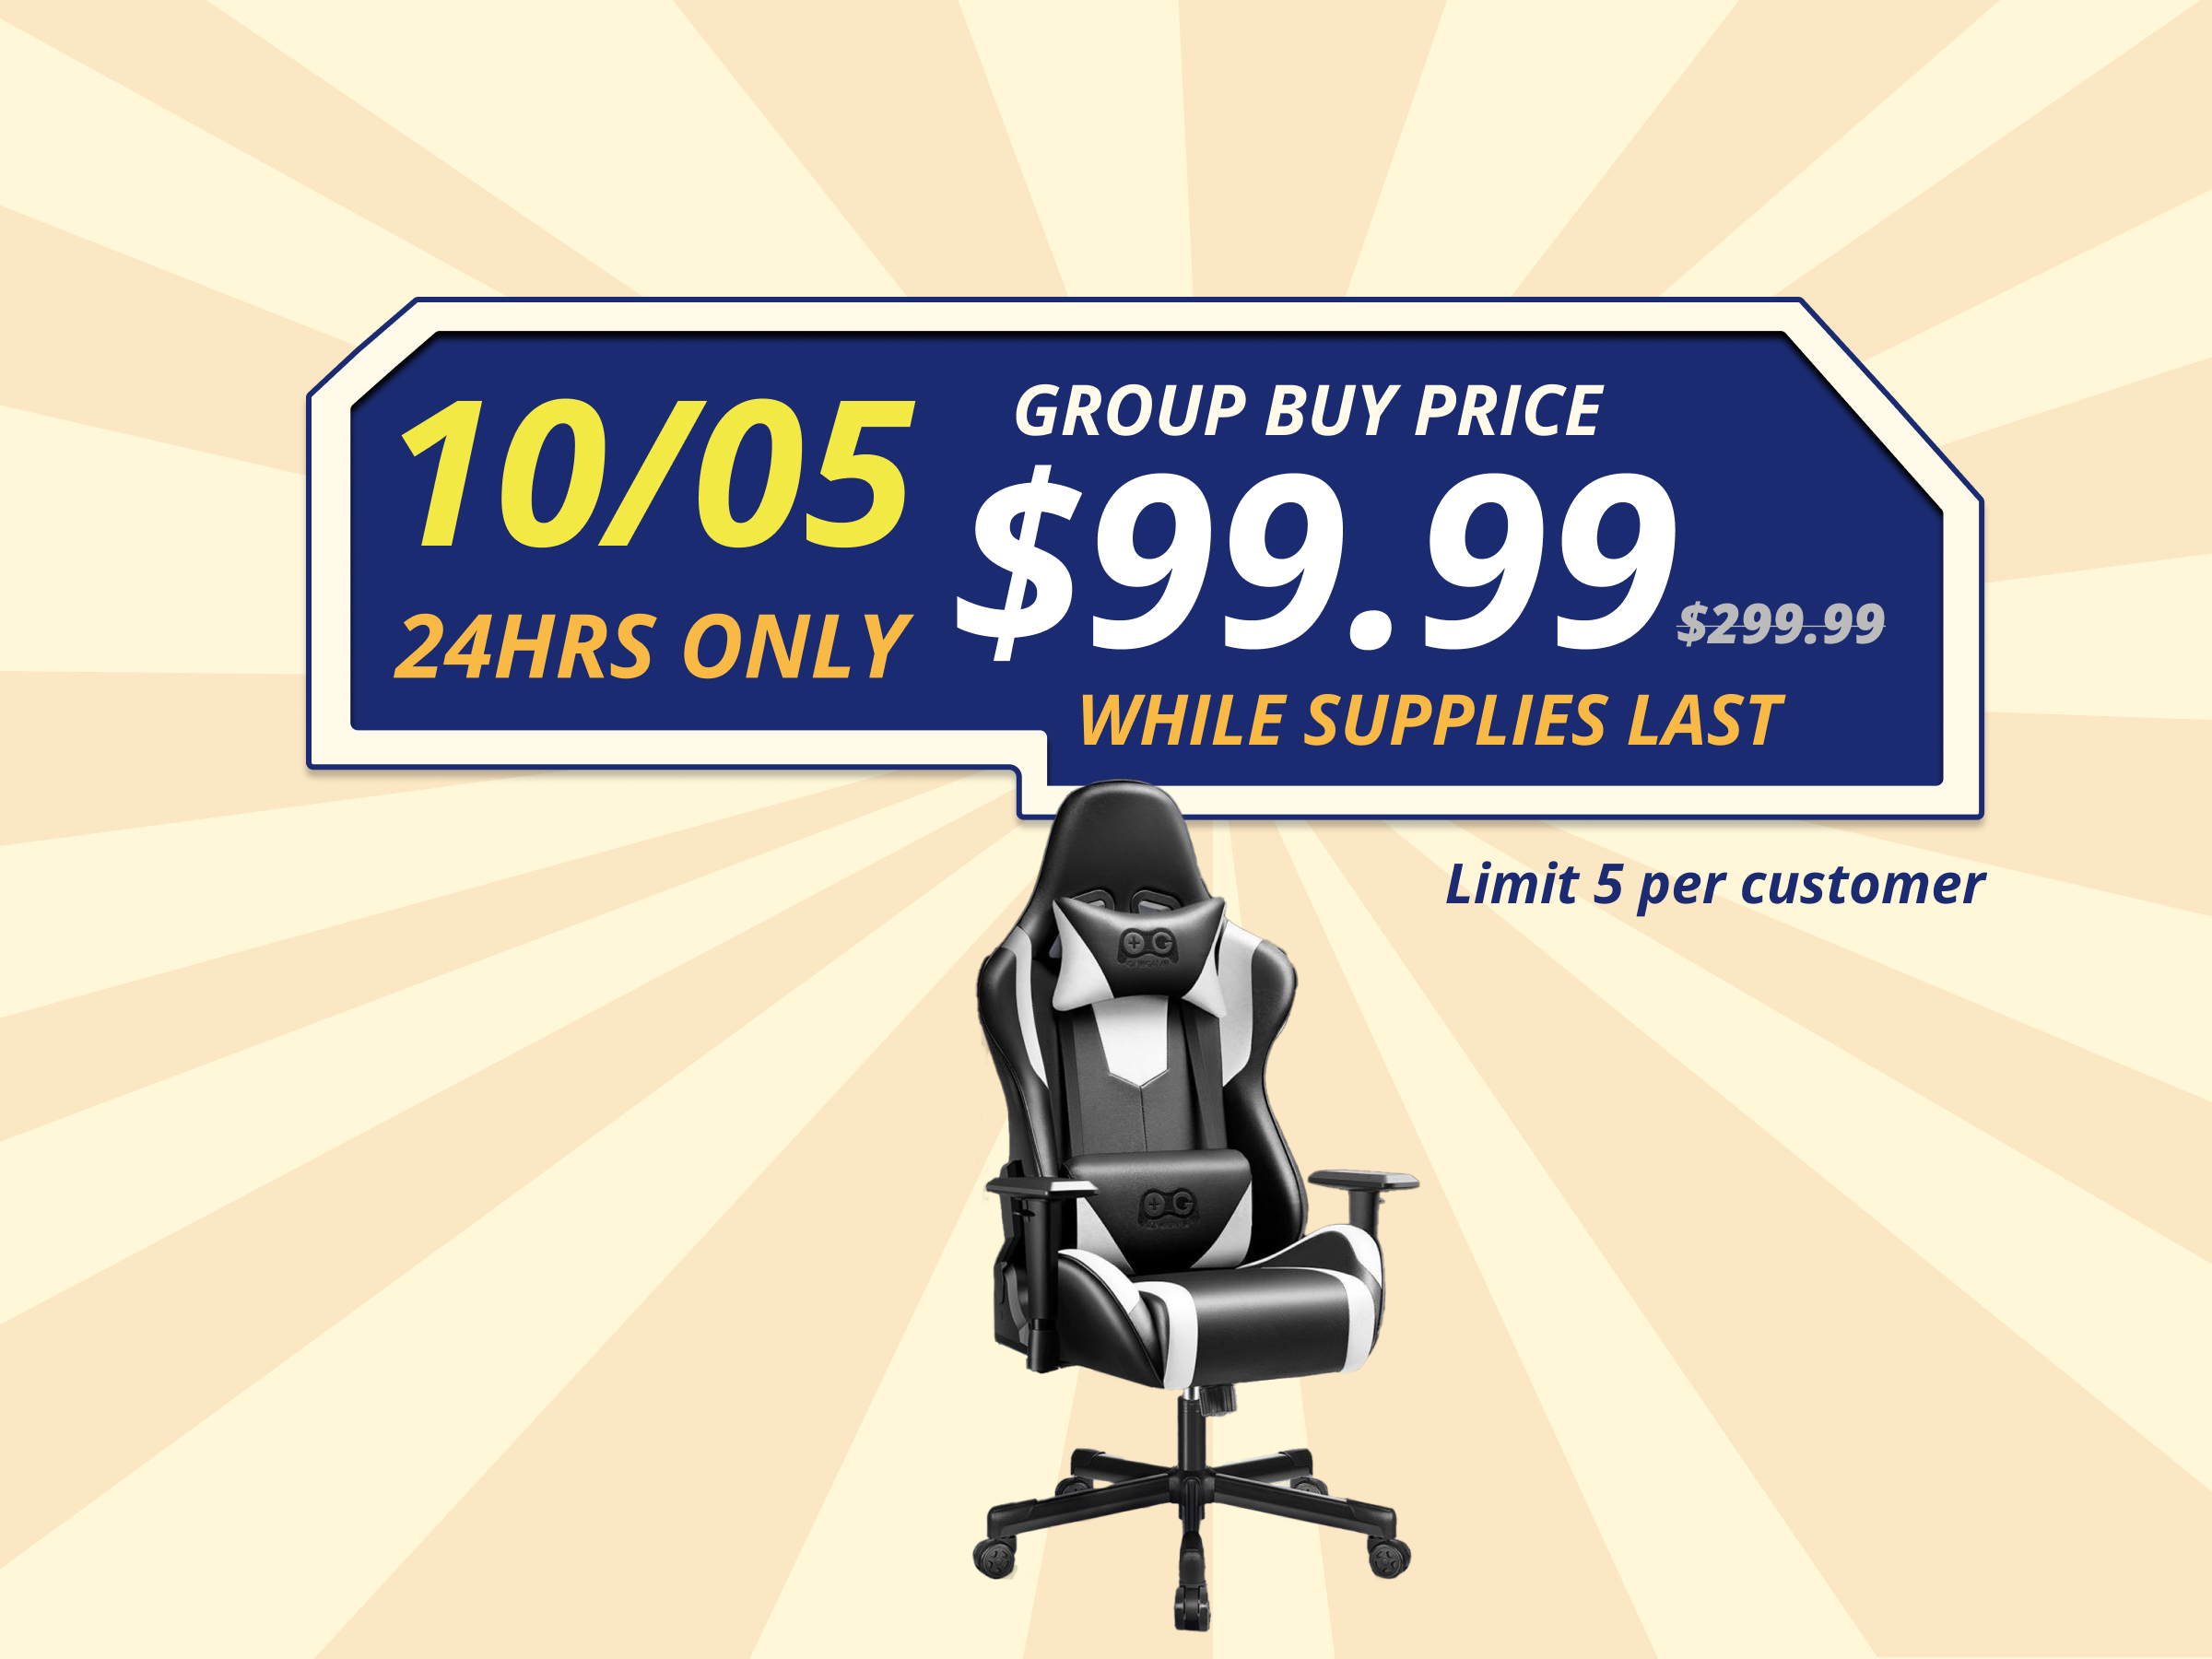 10/05
24HRS ONLY
GROUP BUY PRICE
$99.99
$299.99
WHILE SUPPLIES LAST
Limit 5 per customer